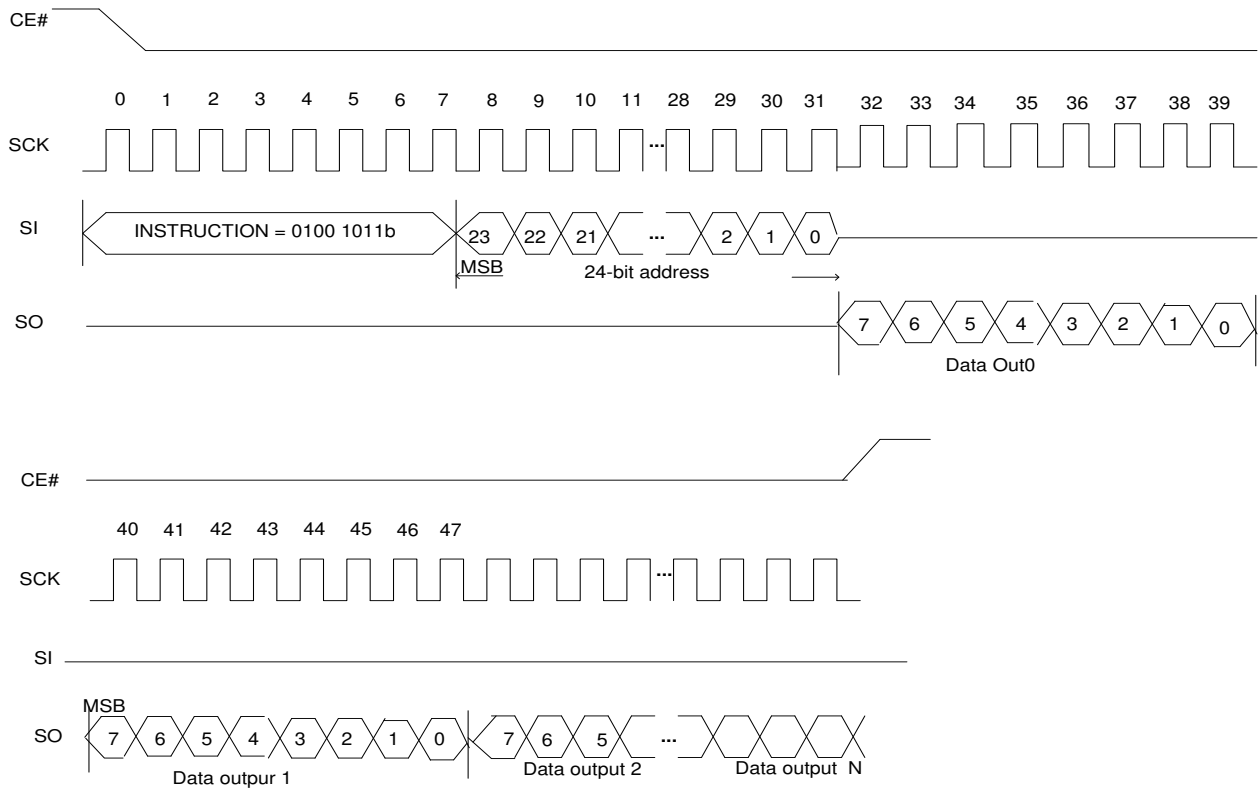 CE#
0 1 2 3 4 5 6 7 8 9 10 11 28 29 30 31 32 33 34 35 36 37 38 39
SCK ...
SI INSTRUCTION = 0100 1011b 23 22 21 ... 2 1 0
MSB 24-bit address
SO 7 6 5 4 3 2 1 0
Data Out0
CE#
40 41 42 43 44 45 46 47
SCK ...
SI
MSB
SO 7 6 5 4 3 2 1 0 7 6 5 ...
Data outpur 1 Data output 2 Data output N